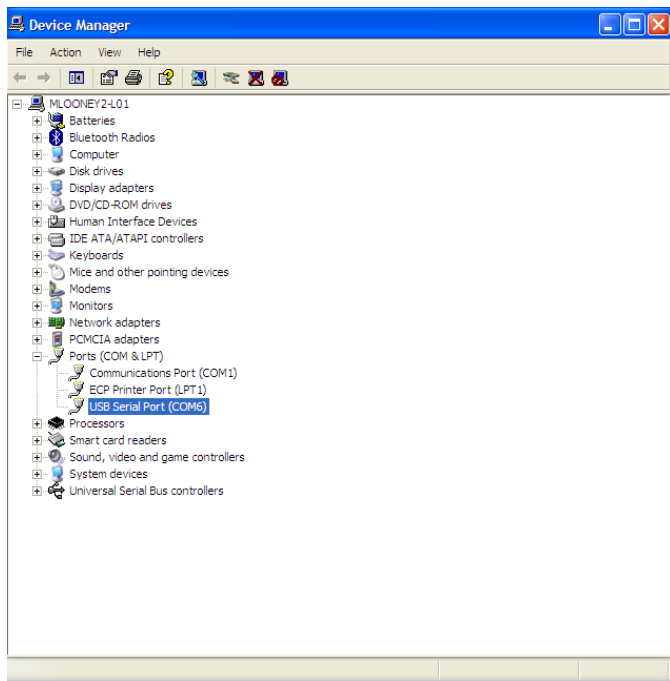 Device Manager
File Action View Help
MLOONEY2-L01
Batteries
Bluetooth Radios
Computer
Disk drives
Display adapters
DVD/CD-ROM drives
Human Interface Devices
IDE ATA/ATAPI controllers
Keyboards
Mice and other pointing devices
Modems
Monitors
Network adapters
PCMCIA adapters
Ports (COM & LPT)
Communications Port (COM1)
ECP Printer Port (LPT1)
USB Serial Port (COM6)
Processors
Smart card readers
Sound, video and game controllers
System devices
Universal Serial Bus controllers